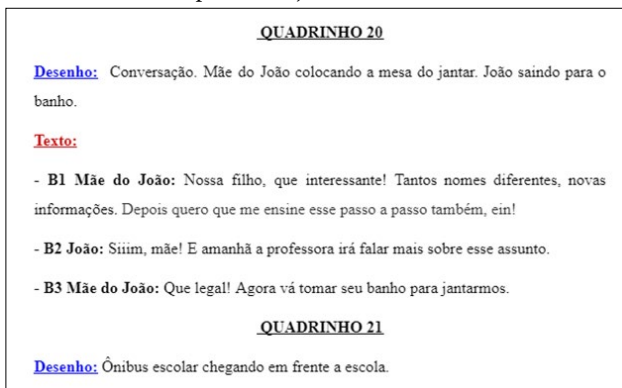 QUADRINHO 20
Desenho: Conversação. Mãe do João colocando a mesa do jantar. João saindo para o
banho.
Texto:
- B1 Mãe do João: Nossa filho, que interessante! Tantos nomes diferentes, novas
informações. Depois quero que me ensine esse passo a passo também, ein!
- B2 João: Siiim, mãe! E amanhã a professora irá falar mais sobre esse assunto.
- B3 Mãe do João: Que legal! Agora vá tomar seu banho para jantarmos.
QUADRINHO 21
Desenho: Ônibus escolar chegando em frente a escola.